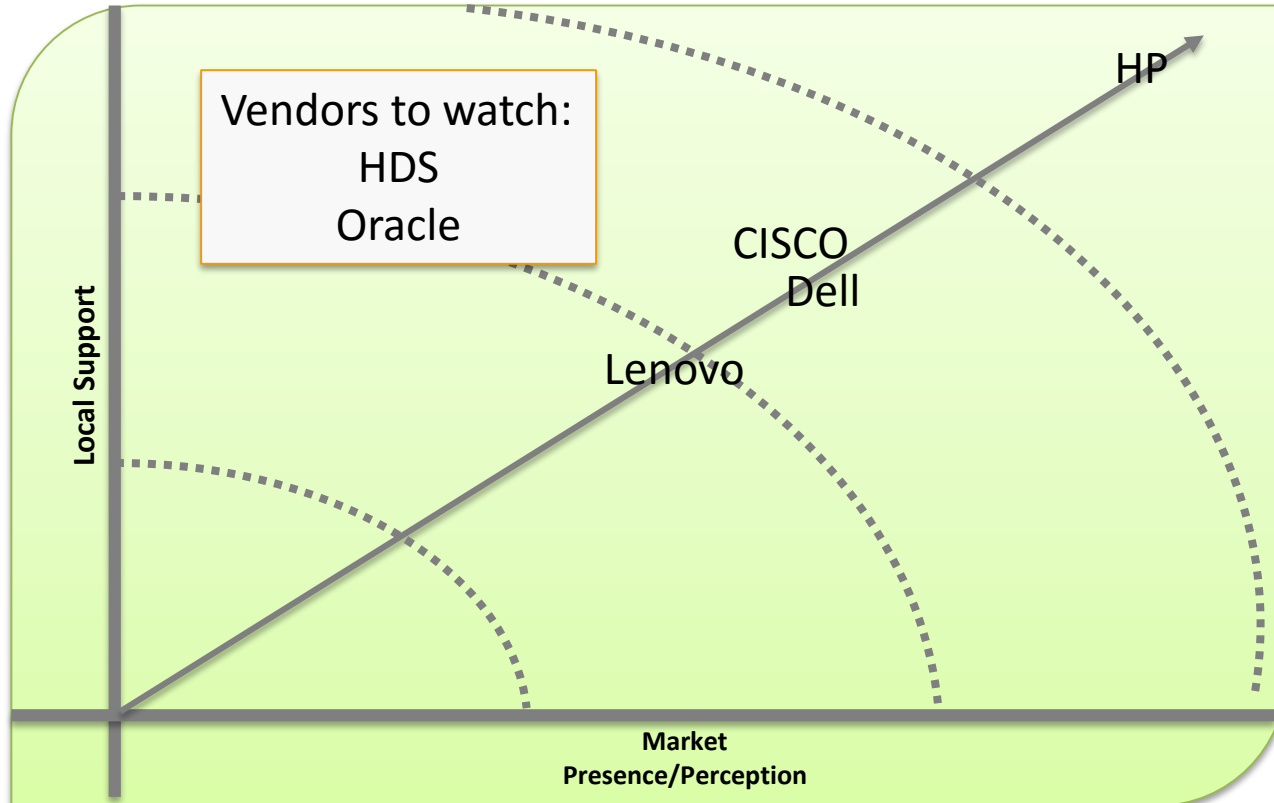 HP
Vendors to watch:
HDS
Oracle
CISCO
Dell
Lenovo
Local Support
Market
Presence/Perception